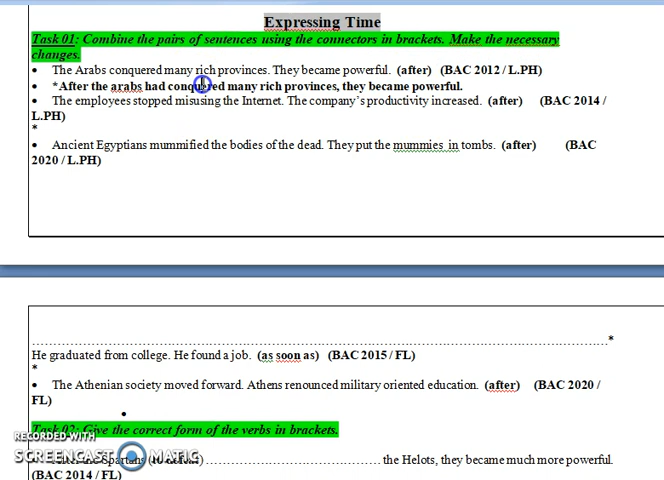 Expressing Time
Task 01: Combine the pairs of sentences using the connectors in brackets. Make the necessary
changes.
• The Arabs conquered many rich provinces. They became powerful. (after) (BAC 2012 / L.PH)
• *After the arabs had conquered many rich provinces, they became powerful.
• The employees stopped misusing the Internet. The company's productivity increased. (after) (BAC 2014 /
L.PH)
*
• Ancient Egyptians mummified the bodies of the dead. They put the mummies in tombs. (after) (BAC
2020 / L.PH)
……………………………………………………………………………………………………*
He graduated from college. He found a job. (as soon as) (BAC 2015 / FL)
*
• The Athenian society moved forward. Athens renounced military oriented education. (after) (BAC 2020 /
FL)
•
Task 02: Give the correct form of the verbs in brackets.
After the Spartans (to defeat) ……………………………… the Helots, they became much more powerful.
(BAC 2014 / FL)
RECORDED WITH
SCREENCAST MATIC